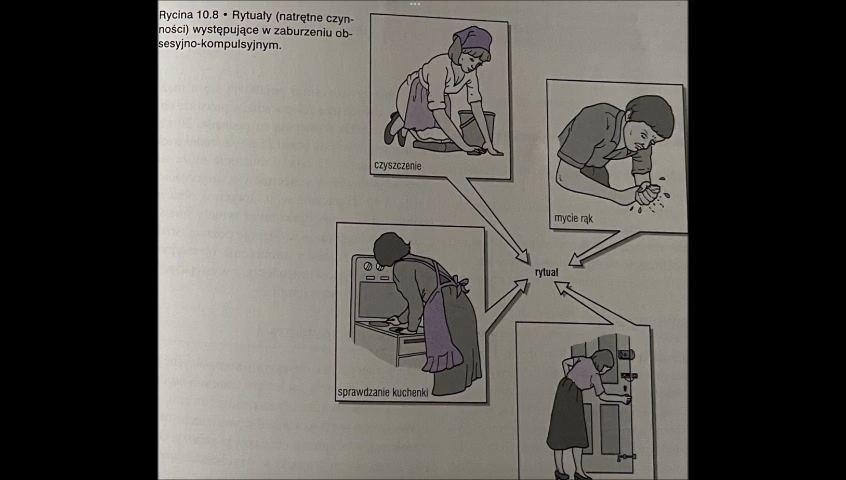 Rycina 10.8 • Rytuały (natrętne czyn-
ności) występujące w zaburzeniu ob-
sesyjno-kompulsyjnym.
czyszczenie
mycie rąk
rytuał
sprawdzanie kuchenki